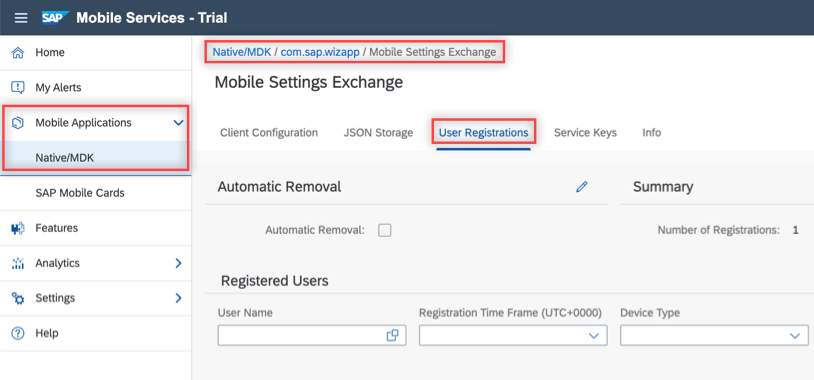 SAP Mobile Services - Trial
Home
My Alerts
Mobile Applications
Native/MDK
SAP Mobile Cards
Features
Analytics
Settings
Help
Native/MDK / com.sap.wizapp / Mobile Settings Exchange
Mobile Settings Exchange
Client Configuration JSON Storage User Registrations Service Keys Info
Automatic Removal
Automatic Removal:
Summary
Number of Registrations: 1
Registered Users
User Name Registration Time Frame (UTC+0000) Device Type